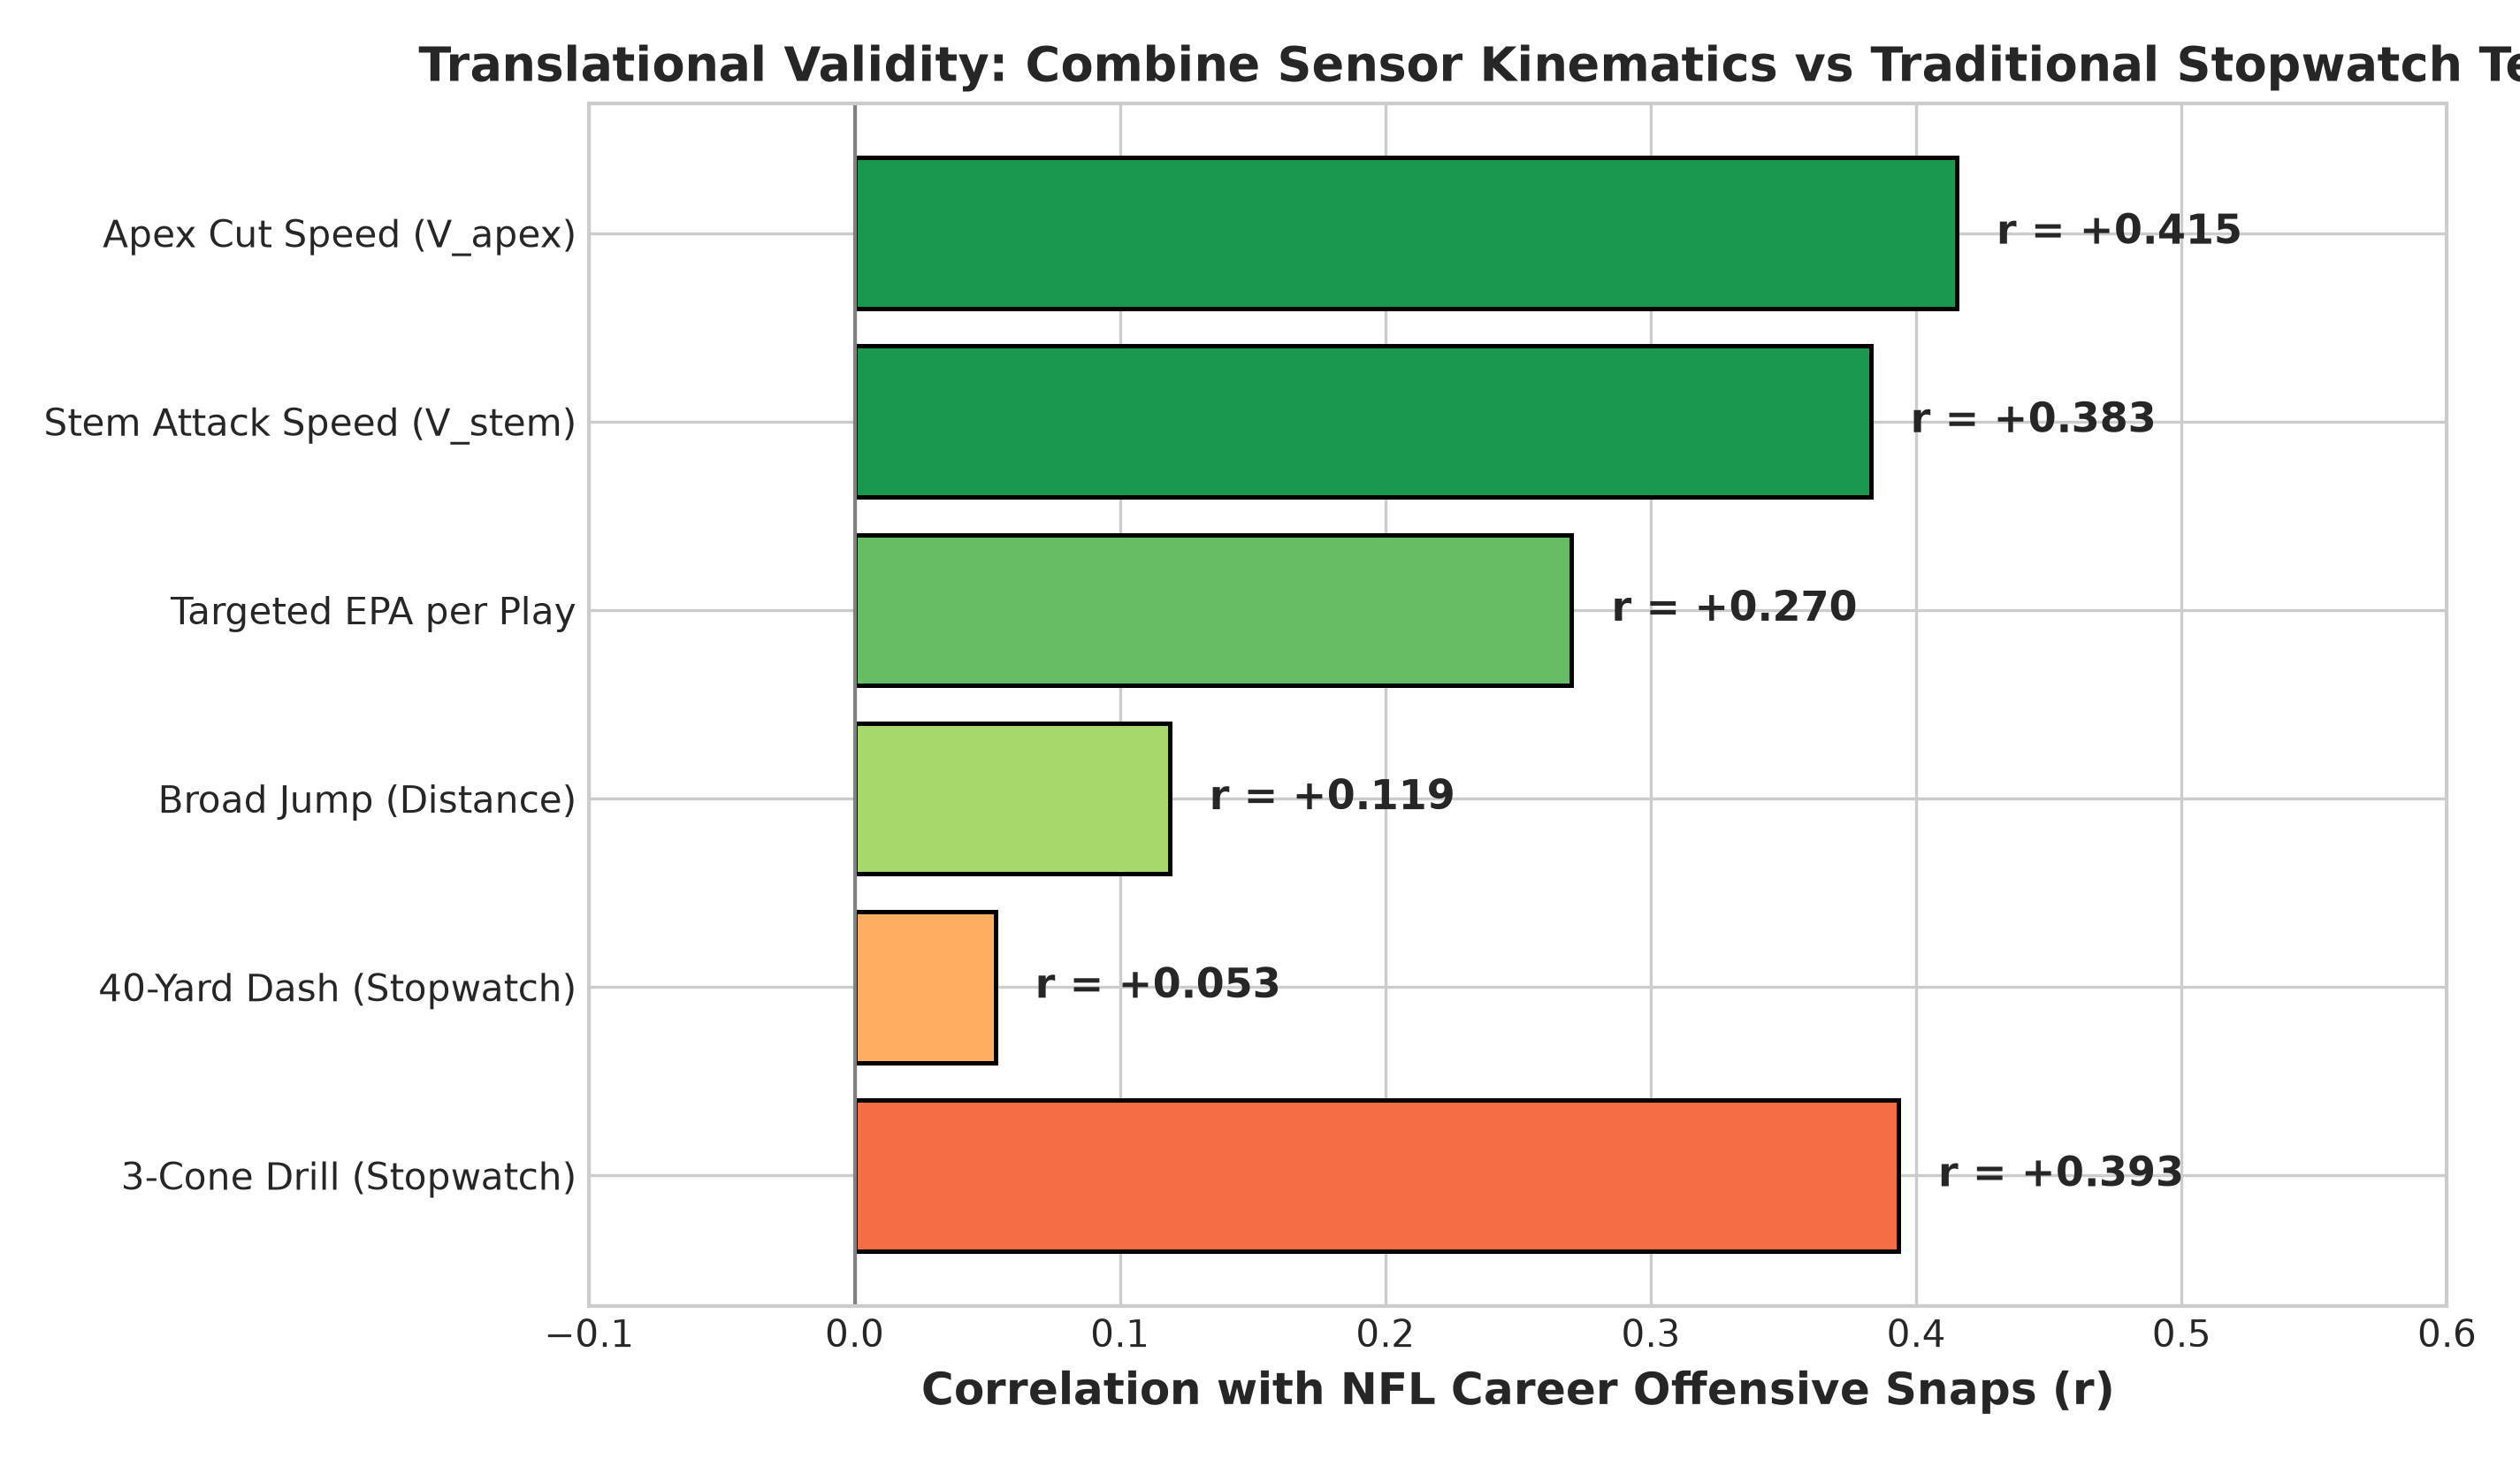 Translational Validity: Combine Sensor Kinematics vs Traditional Stopwatch Te
Apex Cut Speed (V_apex)
r = +0.415
Stem Attack Speed (V_stem)
r = +0.383
Targeted EPA per Play
r = +0.270
Broad Jump (Distance)
r = +0.119
40-Yard Dash (Stopwatch)
r = +0.053
3-Cone Drill (Stopwatch)
r = +0.393
−0.1 0.0 0.1 0.2 0.3 0.4 0.5 0.6
Correlation with NFL Career Offensive Snaps (r)